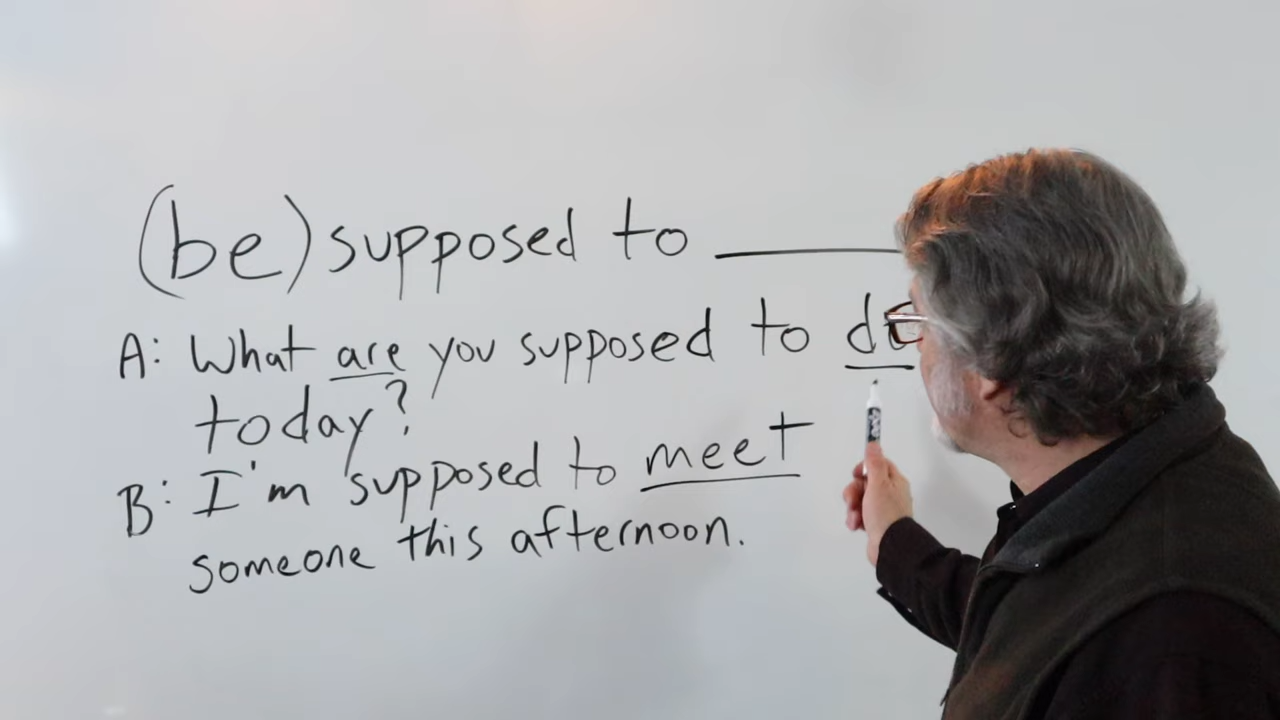 (be) supposed to ______
A: What are you supposed to do
today?
B: I'm supposed to meet
someone this afternoon.